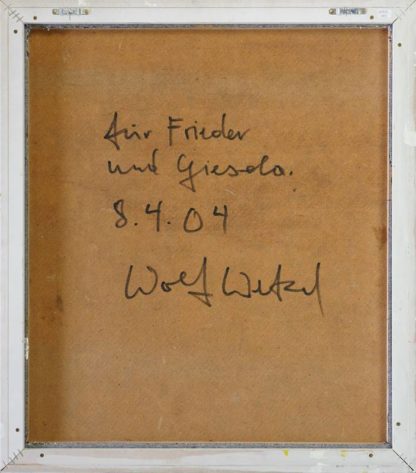 für Frieder
und Giesela.
8.4.04
Wolf Wetzel